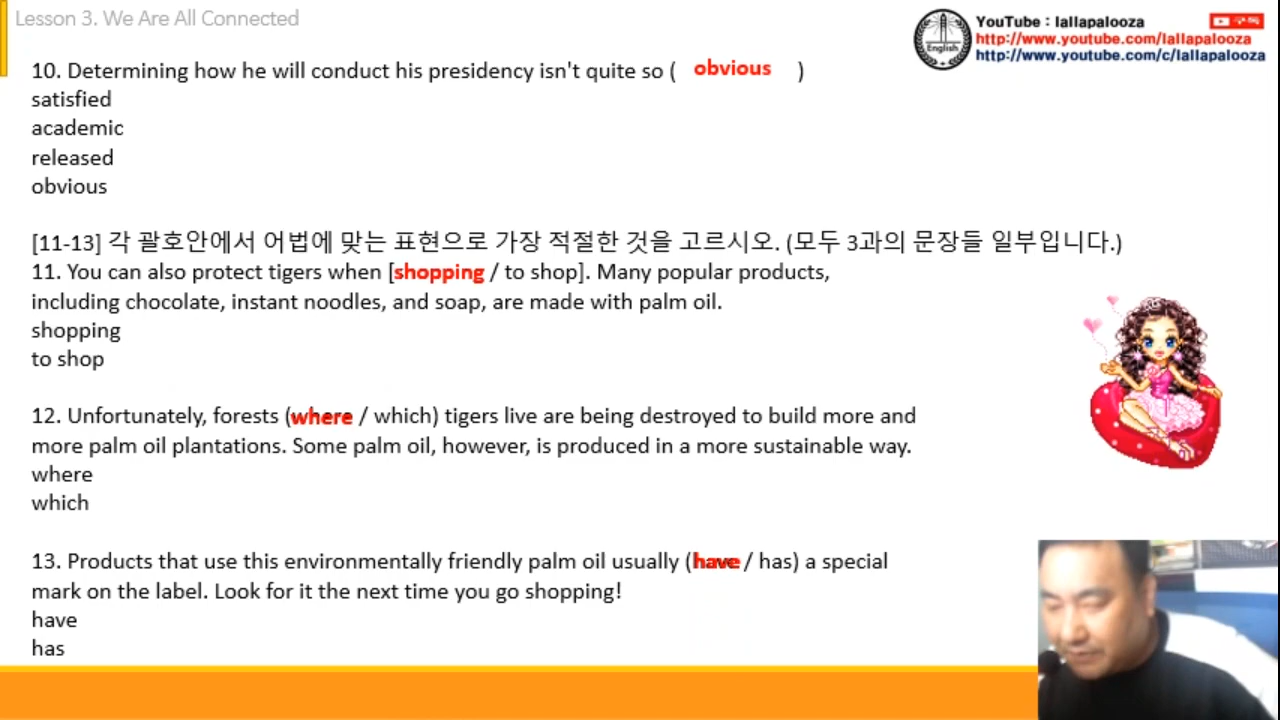 Lesson 3. We Are All Connected
YouTube : lallapalooza
구독
http://www.youtube.com/lallapalooza
http://www.youtube.com/c/lallapalooza
English
10. Determining how he will conduct his presidency isn't quite so ( obvious )
satisfied
academic
released
obvious
[11-13] 각 괄호안에서 어법에 맞는 표현으로 가장 적절한 것을 고르시오. (모두 3과의 문장들 일부입니다.)
11. You can also protect tigers when [shopping / to shop]. Many popular products,
including chocolate, instant noodles, and soap, are made with palm oil.
shopping
to shop
12. Unfortunately, forests (where / which) tigers live are being destroyed to build more and
more palm oil plantations. Some palm oil, however, is produced in a more sustainable way.
where
which
13. Products that use this environmentally friendly palm oil usually (have / has) a special
mark on the label. Look for it the next time you go shopping!
have
has